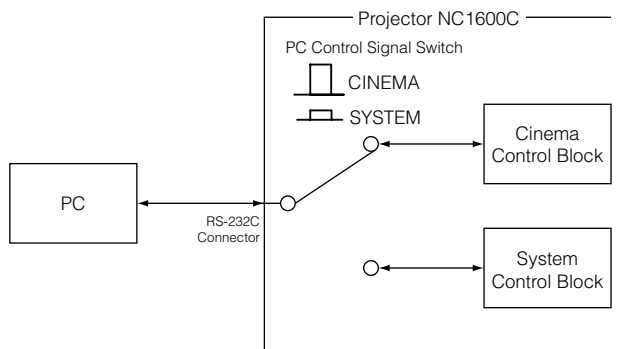 Projector NC1600C
PC Control Signal Switch
CINEMA
SYSTEM
Cinema
Control Block
PC
RS-232C
Connector
System
Control Block